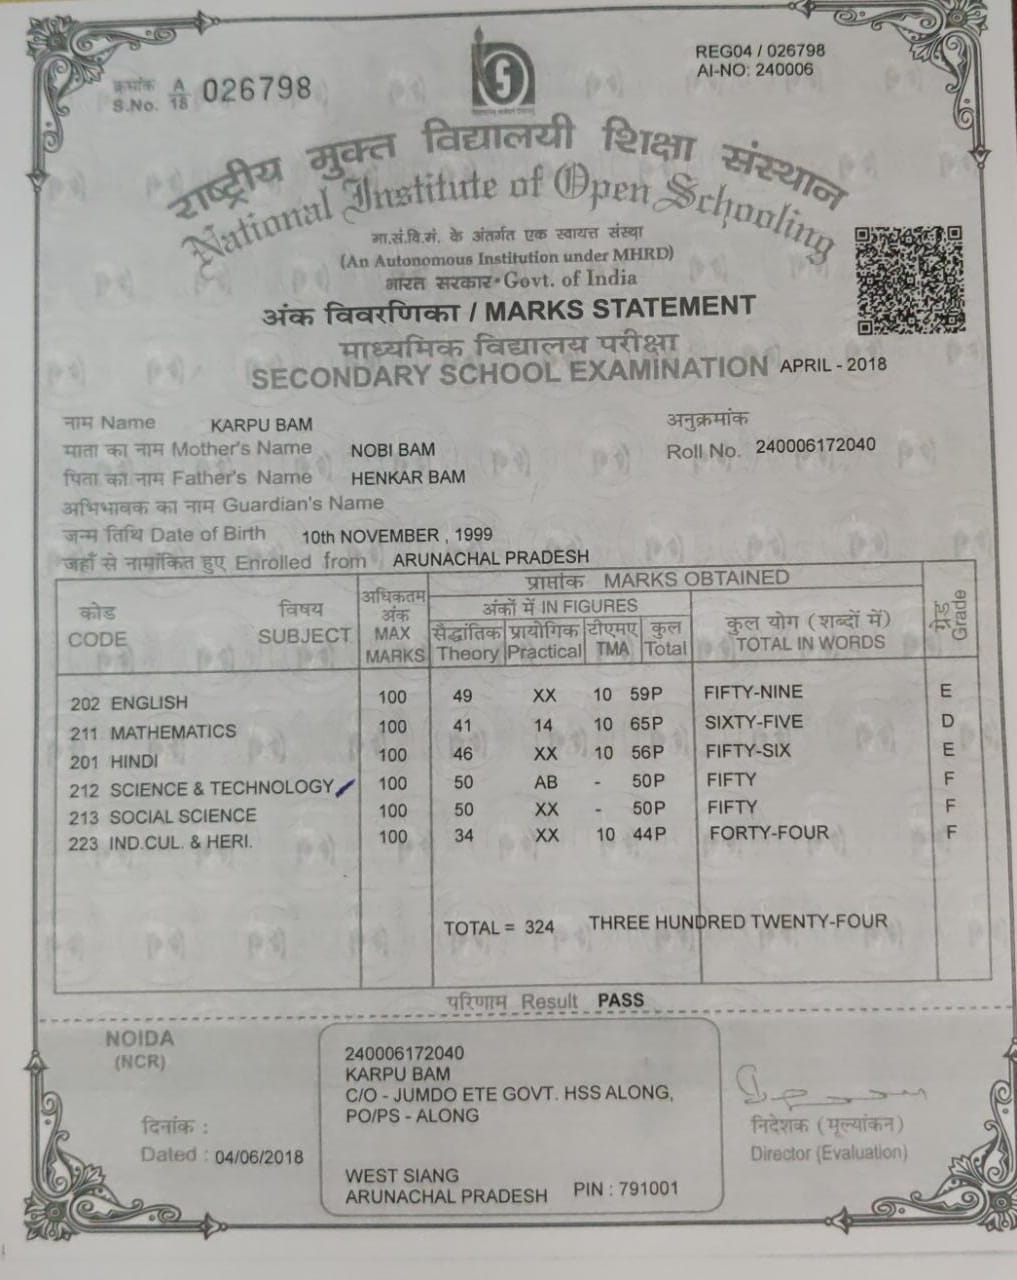 क्रमांक A/18 026798
S.No.
REG04 / 026798
AI-NO: 240006
राष्ट्रीय मुक्त विद्यालयी शिक्षा संस्थान
National Institute of Open Schooling
मा.सं.वि.मं. के अंतर्गत एक स्वायत्त संस्था
(An Autonomous Institution under MHRD)
भारत सरकार • Govt. of India
अंक विवरणिका / MARKS STATEMENT
माध्यमिक विद्यालय परीक्षा
SECONDARY SCHOOL EXAMINATION APRIL - 2018
नाम Name KARPU BAM अनुक्रमांक
माता का नाम Mother's Name NOBI BAM Roll No. 240006172040
पिता का नाम Father's Name HENKAR BAM
अभिभावक का नाम Guardian's Name
जन्म तिथि Date of Birth 10th NOVEMBER , 1999
जहाँ से नामांकित हुए Enrolled from ARUNACHAL PRADESH
प्राप्तांक MARKS OBTAINED
कोड विषय अधिकतम अंकों में IN FIGURES कुल योग (शब्दों में) ग्रेड
CODE SUBJECT अंक MAX MARKS सैद्धांतिक Theory प्रायोगिक Practical टीएमए TMA कुल Total TOTAL IN WORDS Grade
202 ENGLISH 100 49 XX 10 59P FIFTY-NINE E
211 MATHEMATICS 100 41 14 10 65P SIXTY-FIVE D
201 HINDI 100 46 XX 10 56P FIFTY-SIX E
212 SCIENCE & TECHNOLOGY 100 50 AB - 50P FIFTY F
213 SOCIAL SCIENCE 100 50 XX - 50P FIFTY F
223 IND.CUL. & HERI. 100 34 XX 10 44P FORTY-FOUR F
TOTAL = 324 THREE HUNDRED TWENTY-FOUR
परिणाम Result PASS
NOIDA
(NCR)
दिनांक :
Dated : 04/06/2018
240006172040
KARPU BAM
C/O - JUMDO ETE GOVT. HSS ALONG,
PO/PS - ALONG
WEST SIANG
ARUNACHAL PRADESH PIN : 791001
निदेशक (मूल्यांकन)
Director (Evaluation)